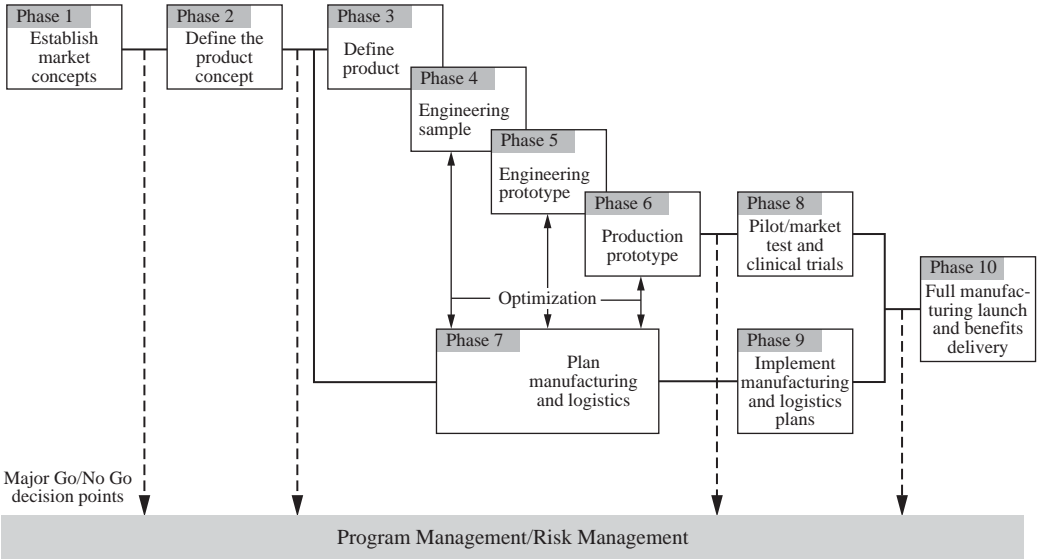 Phase 1
Establish
market
concepts
Phase 2
Define the
product
concept
Phase 3
Define
product
Phase 4
Engineering
sample
Phase 5
Engineering
prototype
Phase 6
Production
prototype
Optimization
Phase 7
Plan
manufacturing
and logistics
Phase 8
Pilot/market
test and
clinical trials
Phase 9
Implement
manufacturing
and logistics
plans
Phase 10
Full manufac-
turing launch
and benefits
delivery
Major Go/No Go
decision points
Program Management/Risk Management